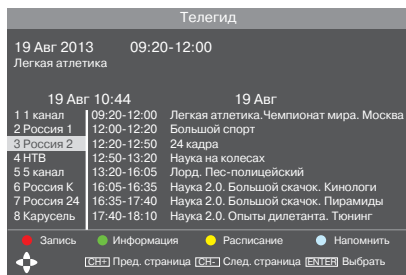 Телегид
19 Авг 2013 09:20-12:00
Легкая атлетика
19 Авг 10:44 19 Авг
1 1 канал 09:20-12:00 Легкая атлетика.Чемпионат мира. Москва
2 Россия 1 12:00-12:20 Большой спорт
3 Россия 2 12:20-12:50 24 кадра
4 НТВ 12:50-13:20 Наука на колесах
5 5 канал 13:20-16:05 Лорд. Пес-полицейский
6 Россия К 16:05-16:35 Наука 2.0. Большой скачок. Кинологи
7 Россия 24 16:35-17:40 Наука 2.0. Большой скачок. Пирамиды
8 Карусель 17:40-18:10 Наука 2.0. Опыты дилетанта. Тюнинг
Запись Информация Расписание Напомнить
CH+ Пред. страница CH- След. страница ENTER Выбрать